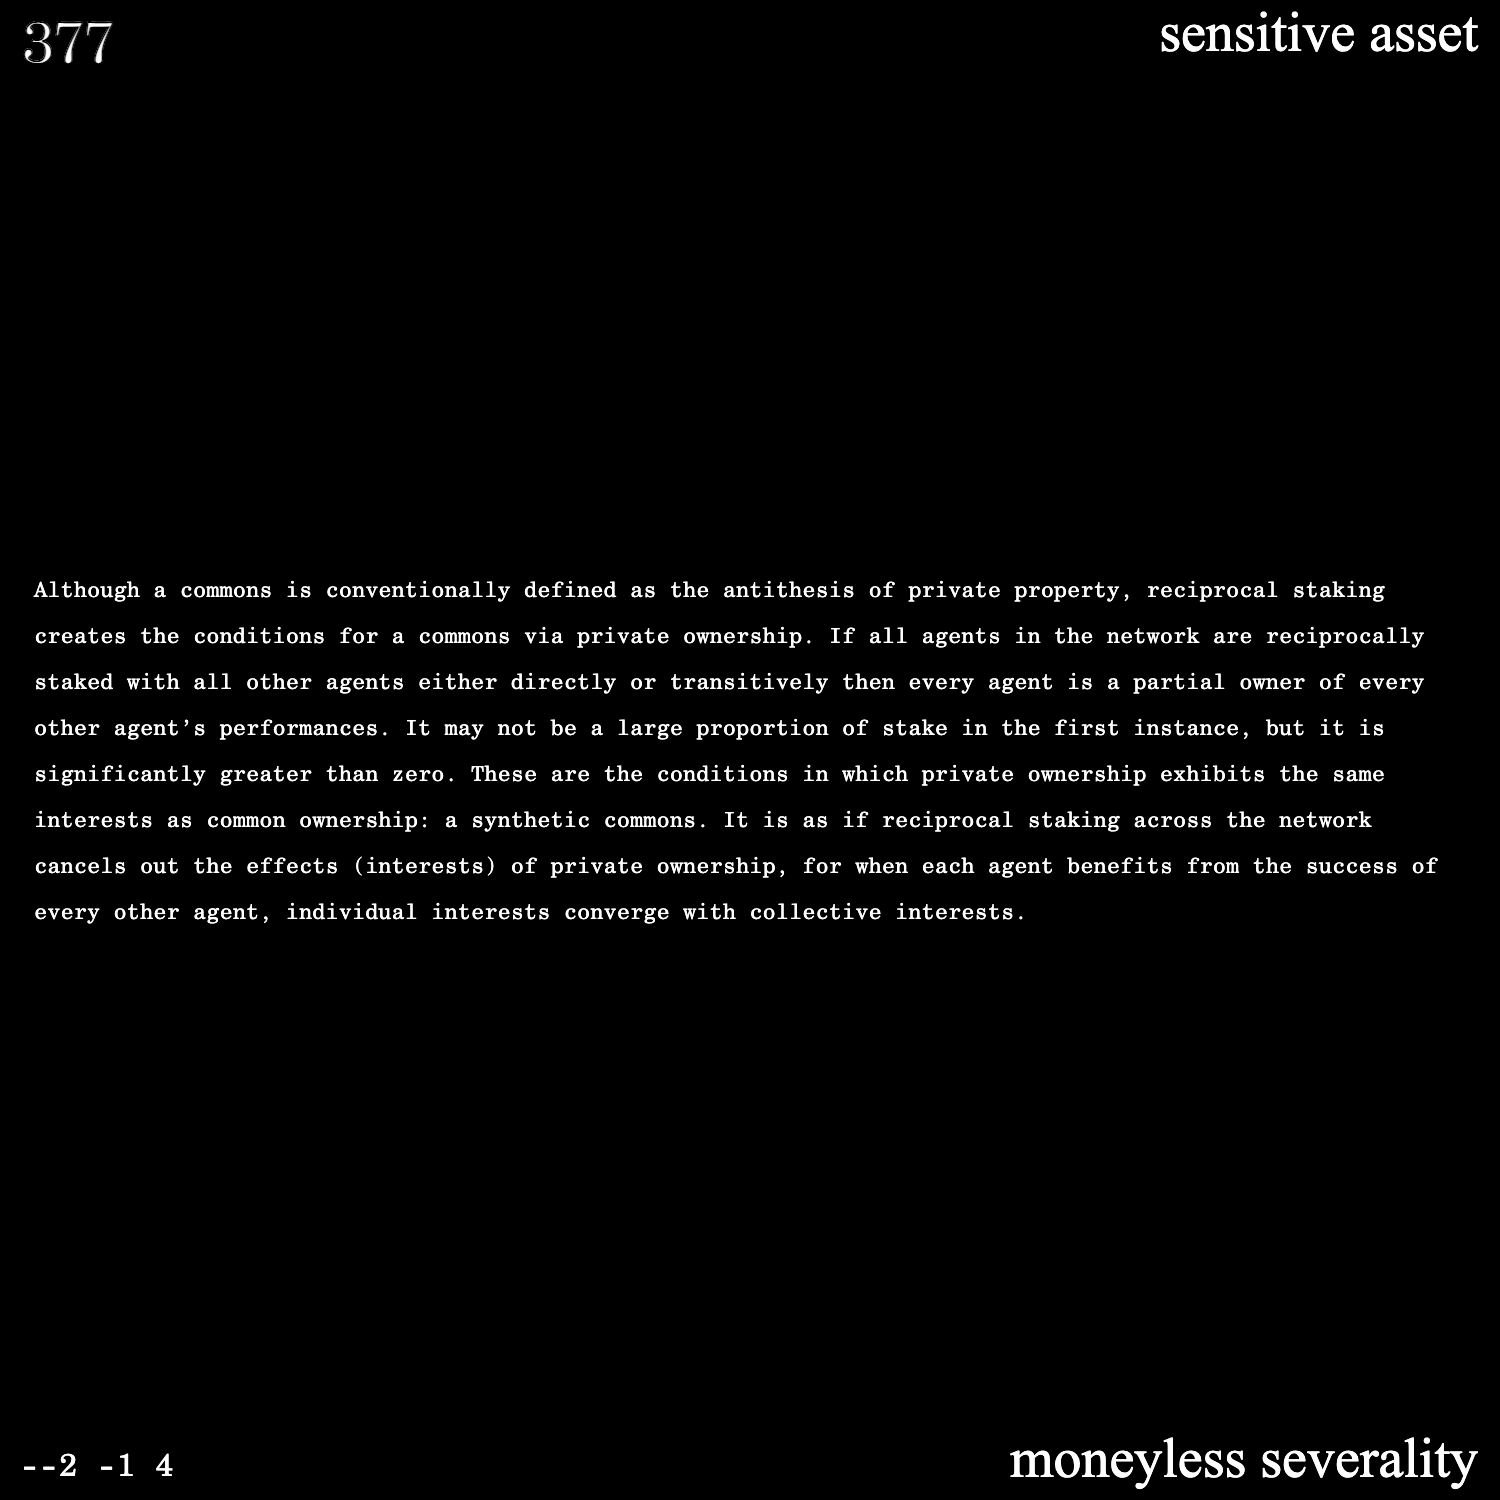 377
sensitive asset
Although a commons is conventionally defined as the antithesis of private property, reciprocal staking
creates the conditions for a commons via private ownership. If all agents in the network are reciprocally
staked with all other agents either directly or transitively then every agent is a partial owner of every
other agent’s performances. It may not be a large proportion of stake in the first instance, but it is
significantly greater than zero. These are the conditions in which private ownership exhibits the same
interests as common ownership: a synthetic commons. It is as if reciprocal staking across the network
cancels out the effects (interests) of private ownership, for when each agent benefits from the success of
every other agent, individual interests converge with collective interests.
--2 -1 4
moneyless severality